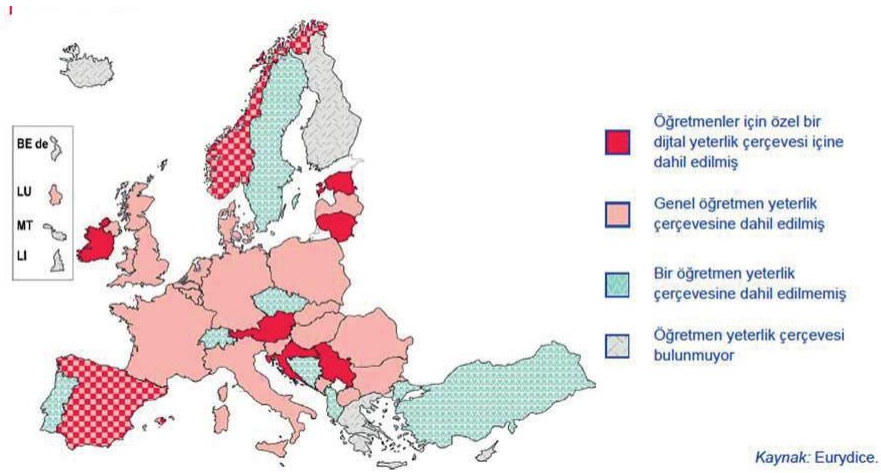 BE de
LU
MT
LI
Öğretmenler için özel bir
dijtal yeterlik çerçevesi içine
dahil edilmiş
Genel öğretmen yeterlik
çerçevesine dahil edilmiş
Bir öğretmen yeterlik
çerçevesine dahil edilmemiş
Öğretmen yeterlik çerçevesi
bulunmuyor
Kaynak: Eurydice.